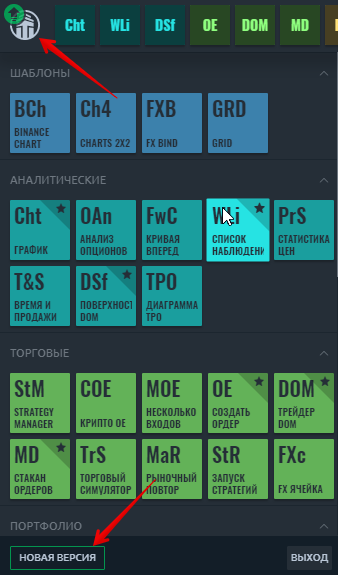 Cht WLi DSf OE DOM MD
ШАБЛОНЫ
BCh Ch4 FXB GRD
BINANCE
CHART CHARTS 2X2 FX BIND GRID
АНАЛИТИЧЕСКИЕ
Cht OAn FwC WLi PrS
АНАЛИЗ КРИВАЯ СПИСОК СТАТИСТИКА
ГРАФИК ОПЦИОНОВ ВПЕРЕД НАБЛЮДЕНИ ЦЕН
T&S DSf TPO
ВРЕМЯ И ПОВЕРХНОСТ ДИАГРАММА
ПРОДАЖИ DOM TPO
ТОРГОВЫЕ
StM COE MOE OE DOM
STRATEGY НЕСКОЛЬКО СОЗДАТЬ ТРЕЙДЕР
MANAGER КРИПТО OE ВХОДОВ ОРДЕР DOM
MD TrS MaR StR FXc
СТАКАН ТОРГОВЫЙ РЫНОЧНЫЙ ЗАПУСК
ОРДЕРОВ СИМУЛЯТОР ПОВТОР СТРАТЕГИЙ FX ЯЧЕЙКА
ПОРТФОЛИО
НОВАЯ ВЕРСИЯ ВЫХОД